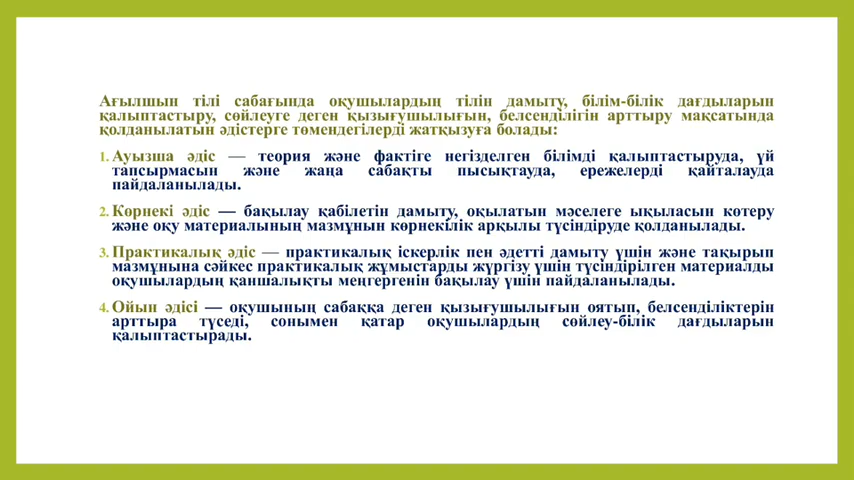 Ағылшын тілі сабағында оқушылардың тілін дамыту, білім-білік дағдыларын
қалыптастыру, сөйлеуге деген қызығушылығын, белсенділігін арттыру мақсатында
қолданылатын әдістерге төмендегілерді жатқызуға болады:
1. Ауызша әдіс — теория және фактіге негізделген білімді қалыптастыруда, үй
тапсырмасын және жаңа сабақты пысықтауда, ережелерді қайталауда
пайдаланылады.
2. Көрнекі әдіс — бақылау қабілетін дамыту, оқылатын мәселеге ықыласын көтеру
және оқу материалының мазмұнын көрнекілік арқылы түсіндіруде қолданылады.
3. Практикалық әдіс — практикалық іскерлік пен әдетті дамыту үшін және тақырып
мазмұнына сәйкес практикалық жұмыстарды жүргізу үшін түсіндірілген материалды
оқушылардың қаншалықты меңгергенін бақылау үшін пайдаланылады.
4. Ойын әдісі — оқушының сабаққа деген қызығушылығын оятып, белсенділіктерін
арттыра түседі, сонымен қатар оқушылардың сөйлеу-білік дағдыларын
қалыптастырады.